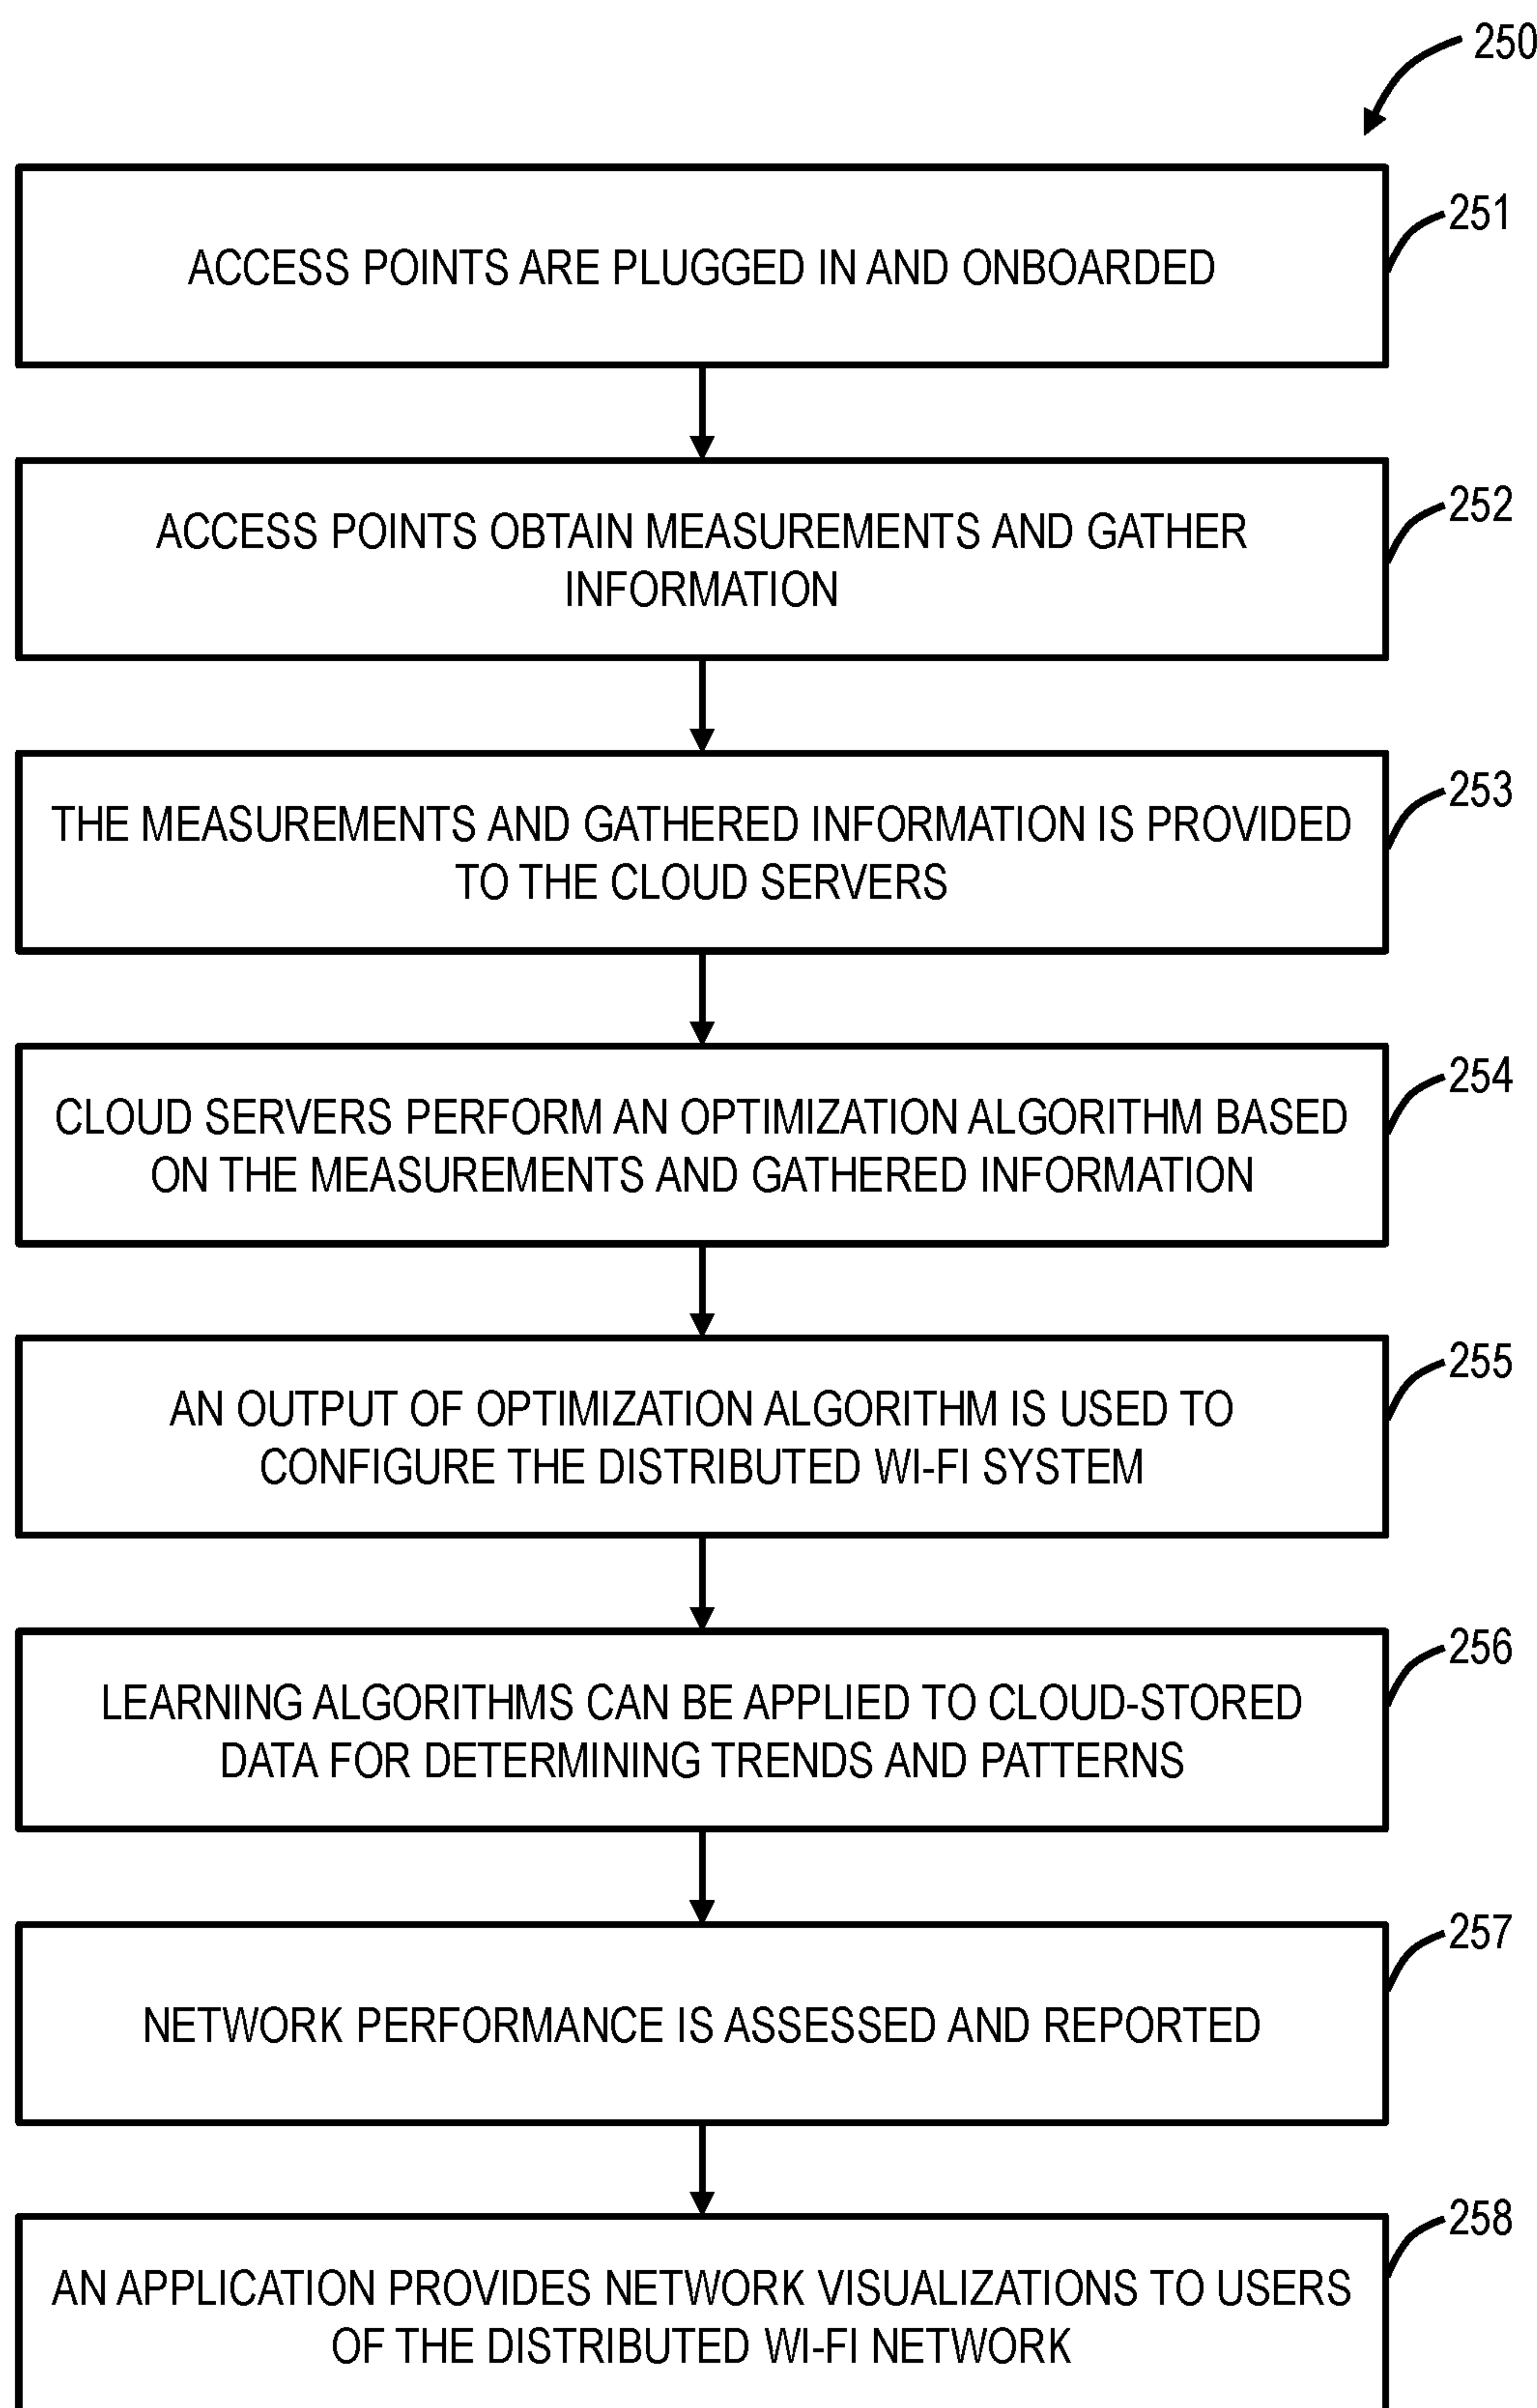 250
251
ACCESS POINTS ARE PLUGGED IN AND ONBOARDED
252
ACCESS POINTS OBTAIN MEASUREMENTS AND GATHER
INFORMATION
253
THE MEASUREMENTS AND GATHERED INFORMATION IS PROVIDED
TO THE CLOUD SERVERS
254
CLOUD SERVERS PERFORM AN OPTIMIZATION ALGORITHM BASED
ON THE MEASUREMENTS AND GATHERED INFORMATION
255
AN OUTPUT OF OPTIMIZATION ALGORITHM IS USED TO
CONFIGURE THE DISTRIBUTED WI-FI SYSTEM
256
LEARNING ALGORITHMS CAN BE APPLIED TO CLOUD-STORED
DATA FOR DETERMINING TRENDS AND PATTERNS
257
NETWORK PERFORMANCE IS ASSESSED AND REPORTED
258
AN APPLICATION PROVIDES NETWORK VISUALIZATIONS TO USERS
OF THE DISTRIBUTED WI-FI NETWORK